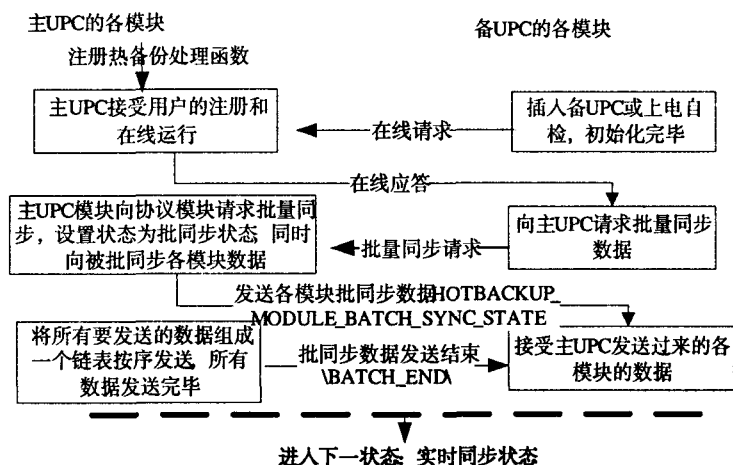 主UPC的各模块
备UPC的各模块
注册热备份处理函数
主UPC接受用户的注册和
在线运行
在线请求
插入备UPC或上电自
检，初始化完毕
在线应答
主UPC模块向协议模块请求批量同
步，设置状态为批同步状态，同时
向被批同步各模块数据
批量同步请求
向主UPC请求批量同步
数据
发送各模块批同步数据HOTBACKUP_
MODULE_BATCH_SYNC_STATE
将所有要发送的数据组成
一个链表按序发送，所有
数据发送完毕
批同步数据发送结束
\BATCH_END\
接受主UPC发送过来的各
模块的数据
进入下一状态：实时同步状态